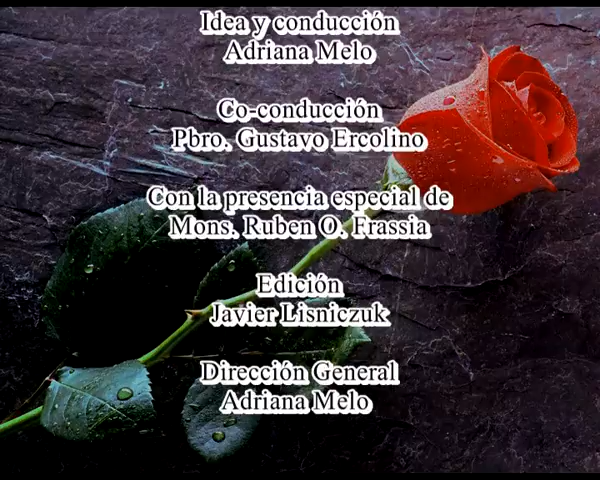 Idea y conducción
Adriana Melo
Co-conducción
Pbro. Gustavo Ercolino
Con la presencia especial de
Mons. Ruben O. Frassia
Edición
Javier Lisniczuk
Dirección General
Adriana Melo